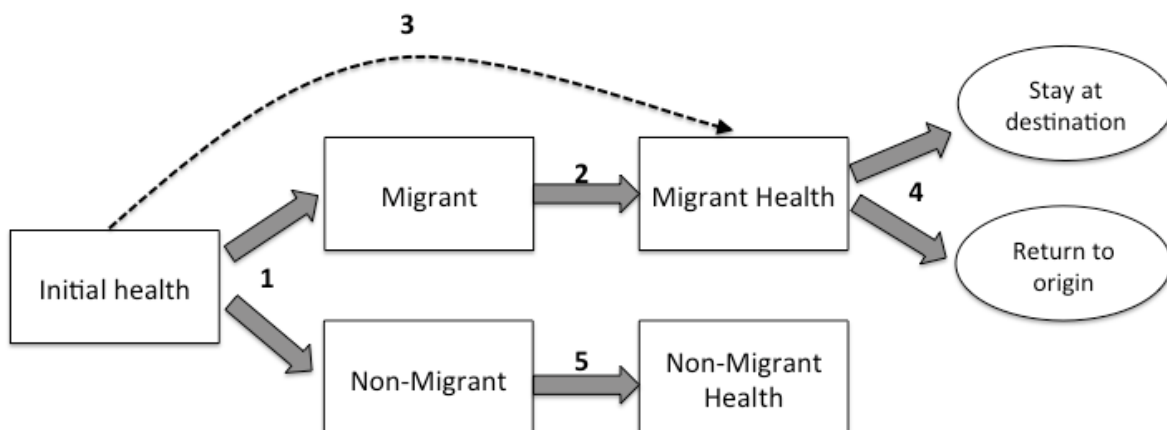 3
Stay at
destination
Migrant
2
Migrant Health
4
Initial health
1
Return to
origin
Non-Migrant
5
Non-Migrant
Health